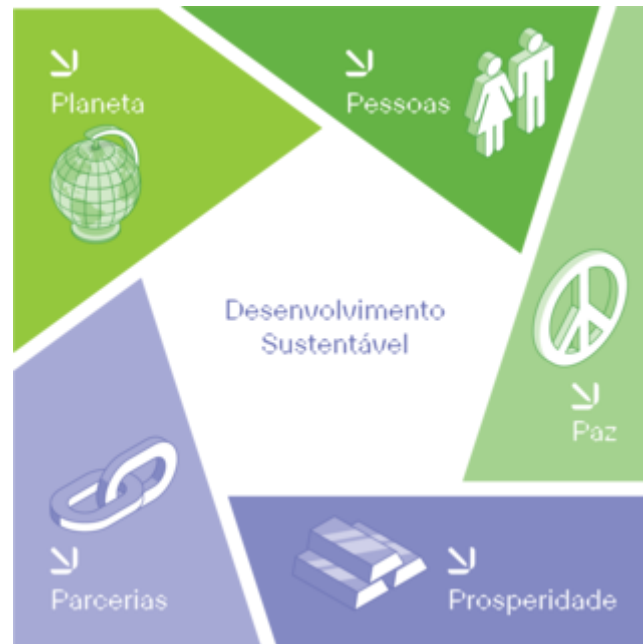 Planeta
Pessoas
Desenvolvimento
Sustentável
Paz
Parcerias
Prosperidade